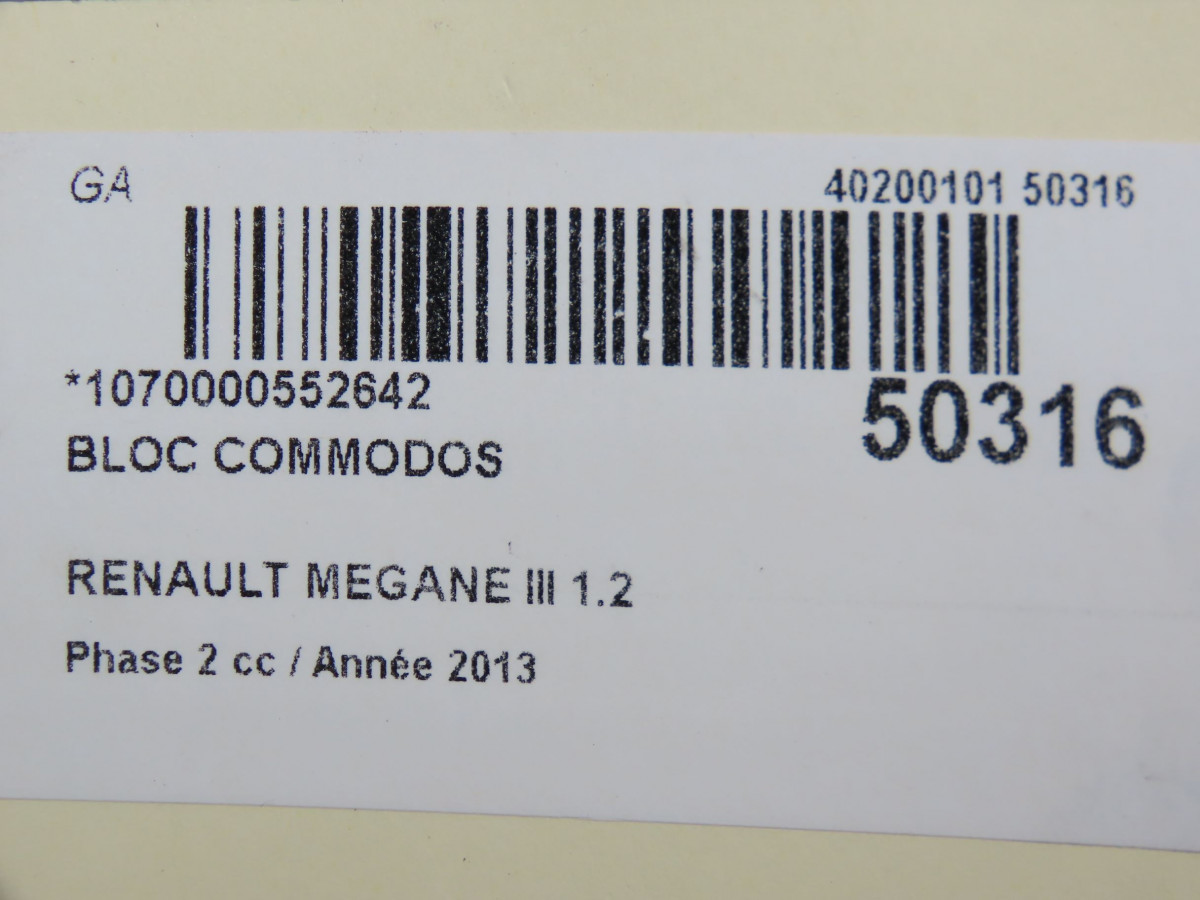 GA
40200101 50316
*1070000552642
50316
BLOC COMMODOS
RENAULT MEGANE III 1.2
Phase 2 cc / Année 2013